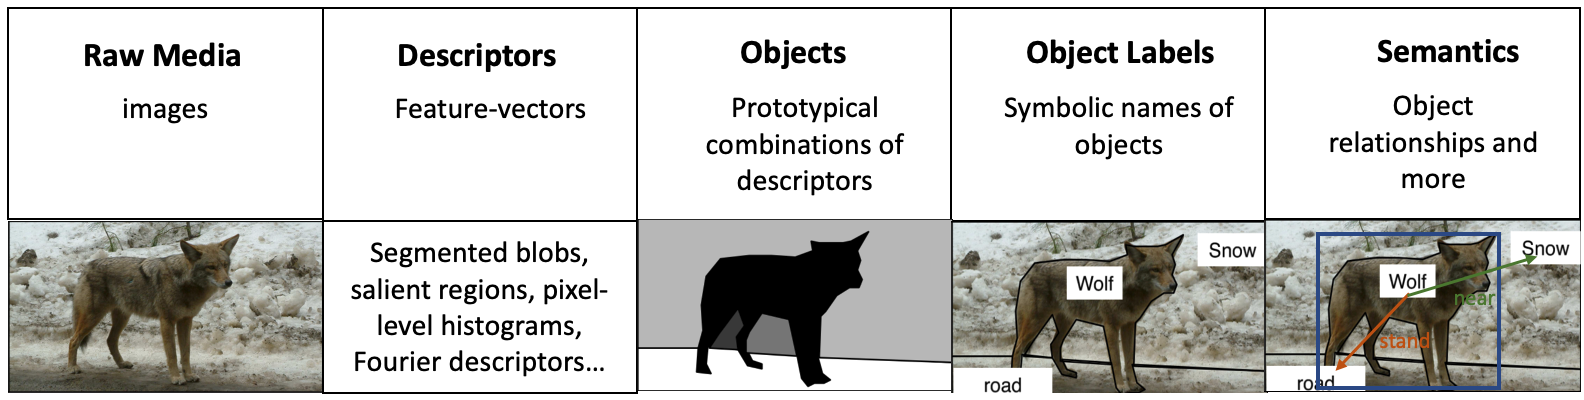 Raw Media
images
Descriptors
Feature-vectors
Objects
Prototypical
combinations of
descriptors
Object Labels
Symbolic names of
objects
Semantics
Object
relationships and
more
Segmented blobs,
salient regions, pixel-
level histograms,
Fourier descriptors...
Snow
Wolf
road
Snow
Wolf
near
stand
road